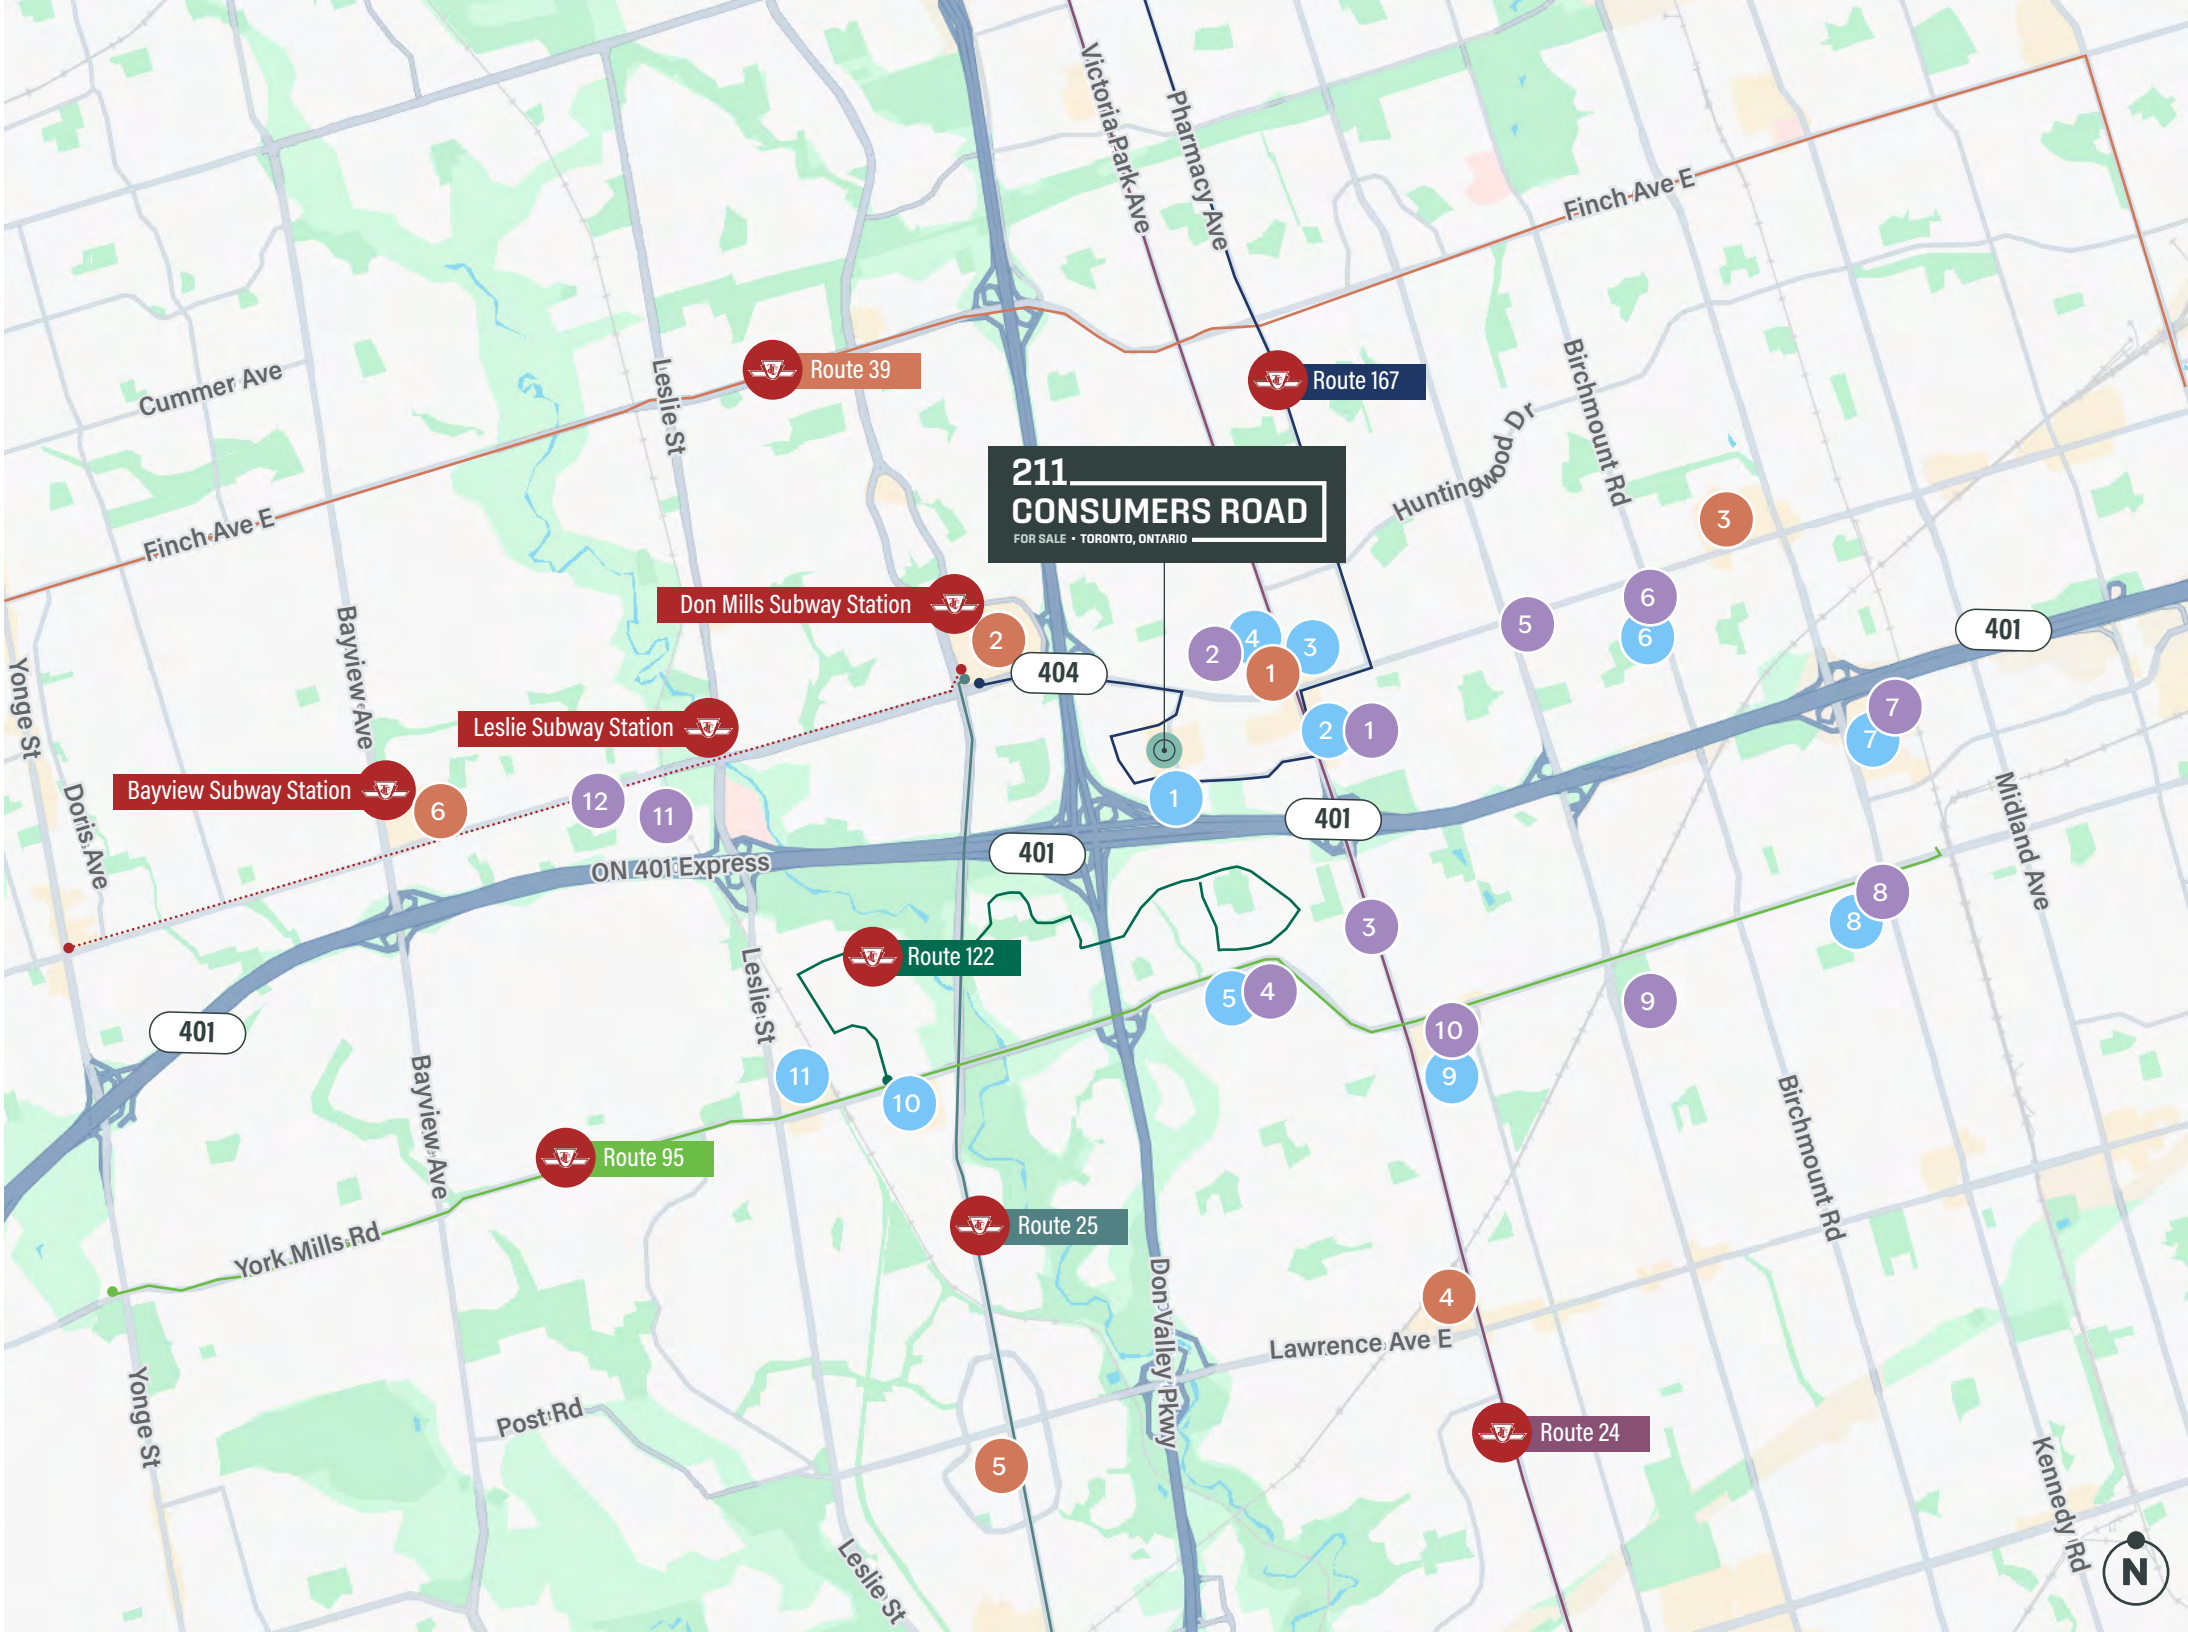 Victoria Park Ave
Pharmacy Ave
Finch Ave E
Route 39
Route 167
Cummer Ave
Leslie St
Birchmount Rd
Huntingwood Dr
211
CONSUMERS ROAD
FOR SALE • TORONTO, ONTARIO
Finch Ave E
3
Don Mills Subway Station
2
404
2
4
3
1
5
6
6
401
Yonge St
Bayview Ave
Leslie Subway Station
2
1
7
7
Bayview Subway Station
6
12
11
1
401
401
Doris Ave
ON 401 Express
Midland Ave
8
8
3
Route 122
401
Leslie St
5
4
9
10
9
11
10
Bayview Ave
Birchmount Rd
Route 95
York Mills Rd
Route 25
Don Valley Pkwy
4
Lawrence Ave E
Yonge St
Post Rd
5
Route 24
Kennedy Rd
Leslie St
N